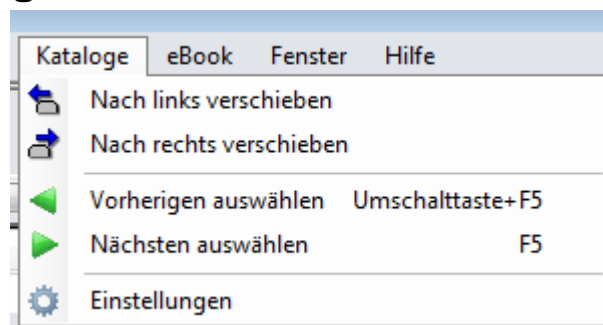 Kataloge eBook Fenster Hilfe
Nach links verschieben
Nach rechts verschieben
Vorherigen auswählen Umschalttaste+F5
Nächsten auswählen F5
Einstellungen